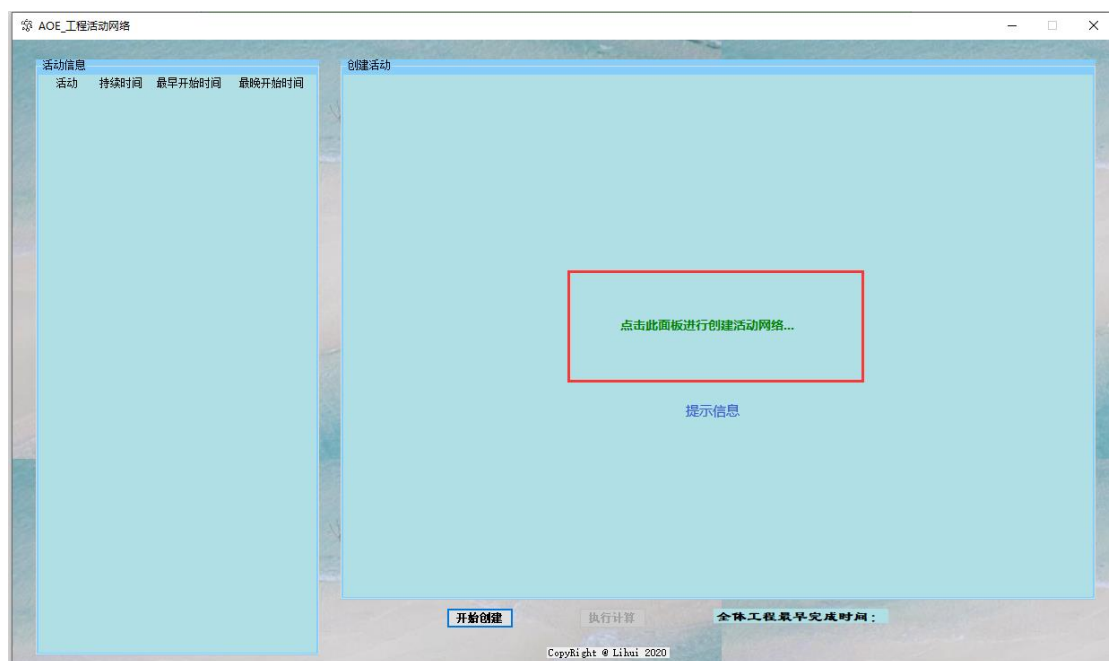 AOE_工程活动网络
活动信息
活动 持续时间 最早开始时间 最晚开始时间
创建活动
点击此面板进行创建活动网络...
提示信息
开始创建 执行计算 全体工程最早完成时间:
CopyRight @ Lihui 2020